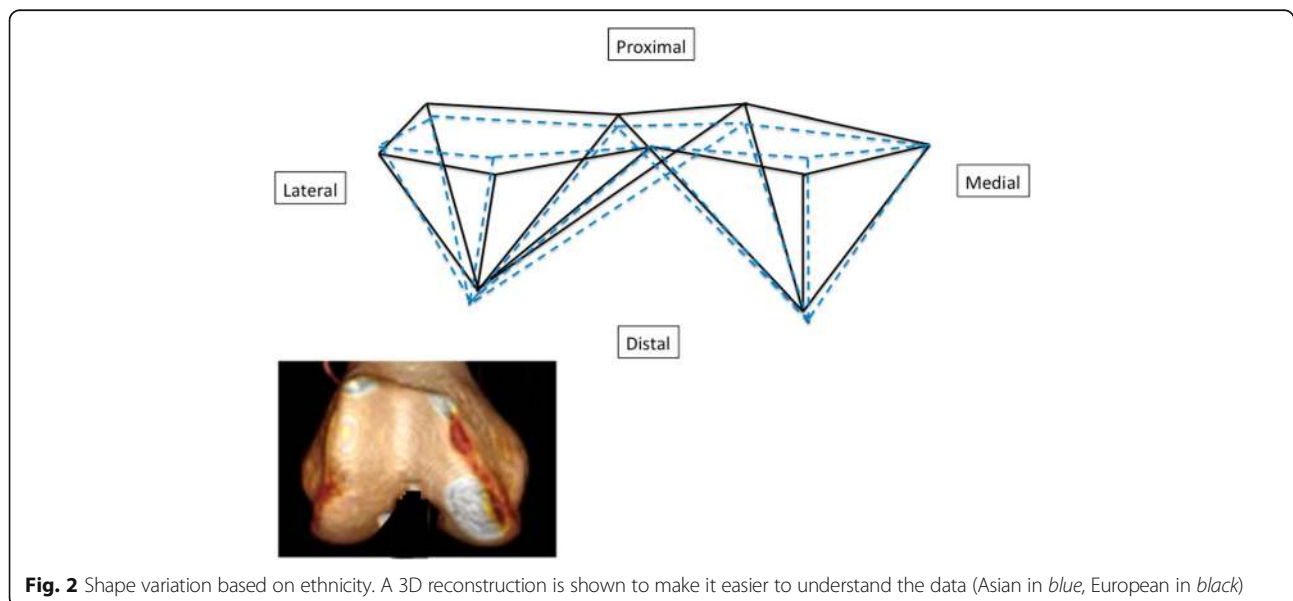 Proximal
Lateral
Medial
Distal
Fig. 2 Shape variation based on ethnicity. A 3D reconstruction is shown to make it easier to understand the data (Asian in blue, European in black)